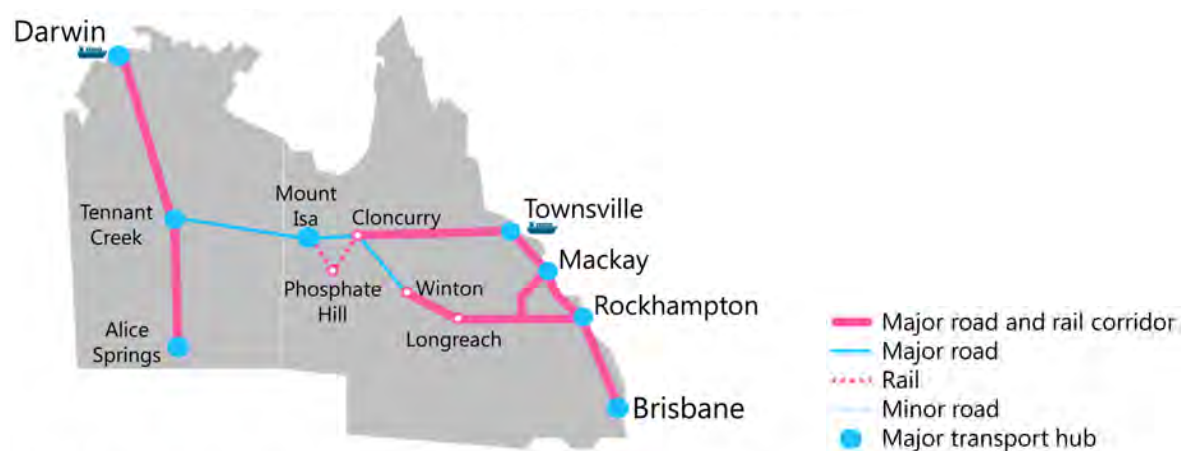 Darwin
Tennant
Creek
Alice
Springs
Mount
Isa
Cloncurry
Phosphate
Hill
Winton
Longreach
Townsville
Mackay
Rockhampton
Brisbane
Major road and rail corridor
Major road
Rail
Minor road
Major transport hub